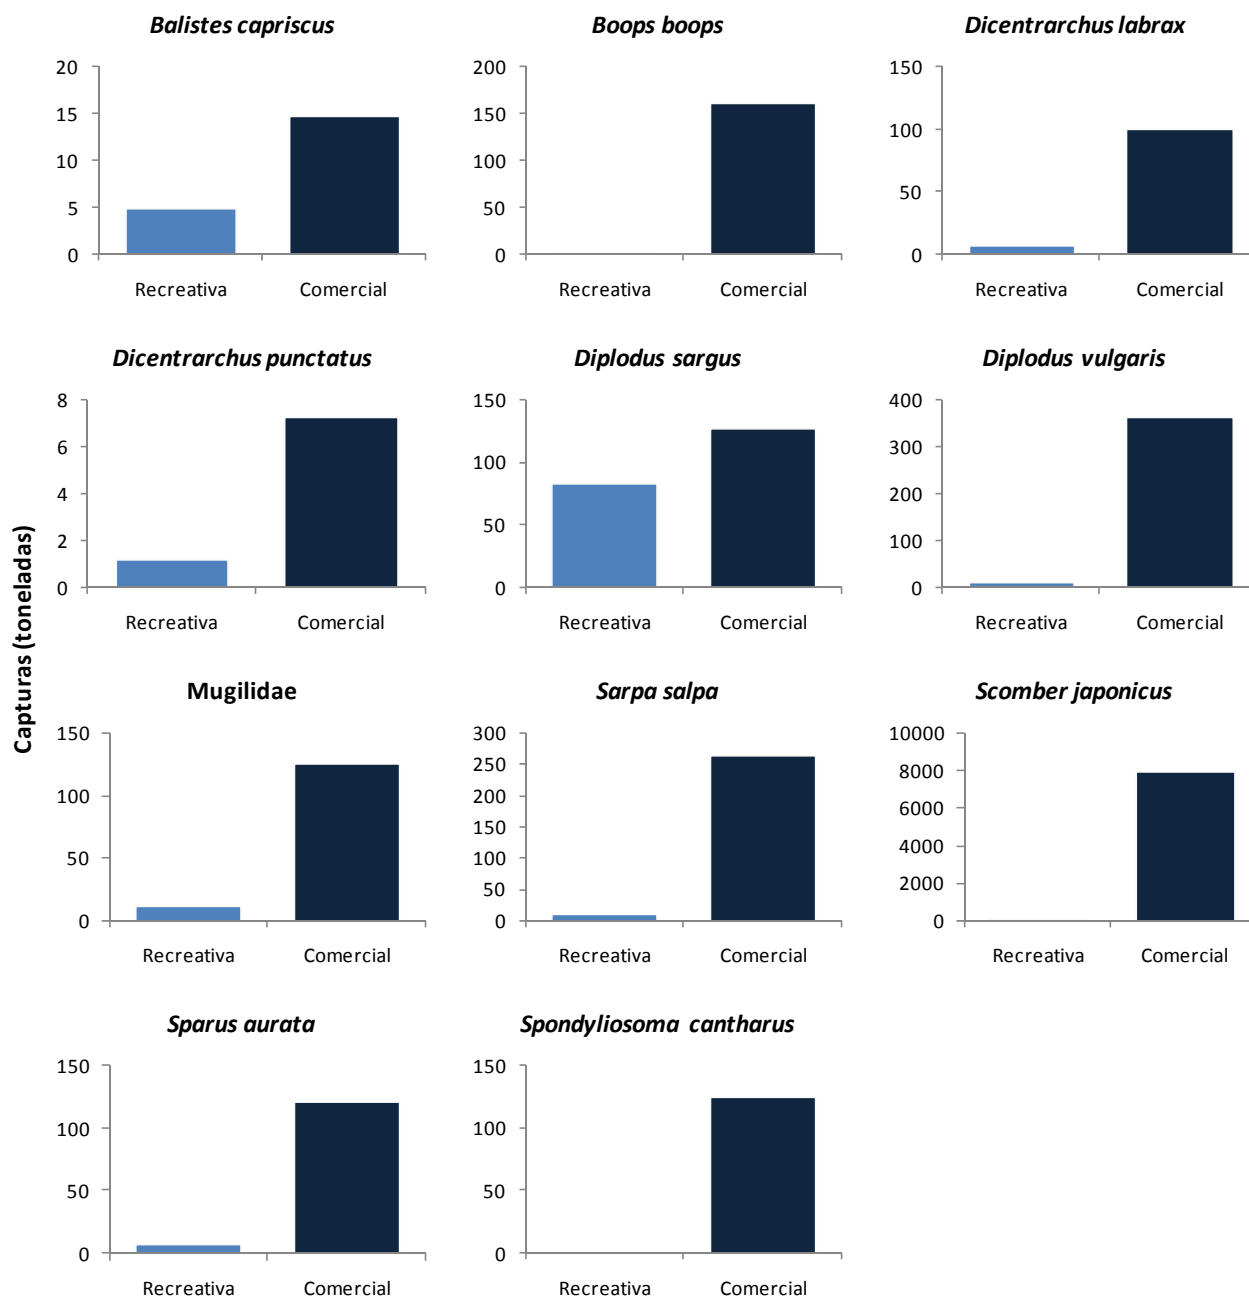 Capturas (toneladas)
Balistes capriscus
20
15
10
5
0
Recreativa Comercial
Boops boops
200
150
100
50
0
Recreativa Comercial
Dicentrarchus labrax
150
100
50
0
Recreativa Comercial
Dicentrarchus punctatus
8
6
4
2
0
Recreativa Comercial
Diplodus sargus
150
100
50
0
Recreativa Comercial
Diplodus vulgaris
400
300
200
100
0
Recreativa Comercial
Mugilidae
150
100
50
0
Recreativa Comercial
Sarpa salpa
300
250
200
150
100
50
0
Recreativa Comercial
Scomber japonicus
10000
8000
6000
4000
2000
0
Recreativa Comercial
Sparus aurata
150
100
50
0
Recreativa Comercial
Spondyliosoma cantharus
150
100
50
0
Recreativa Comercial